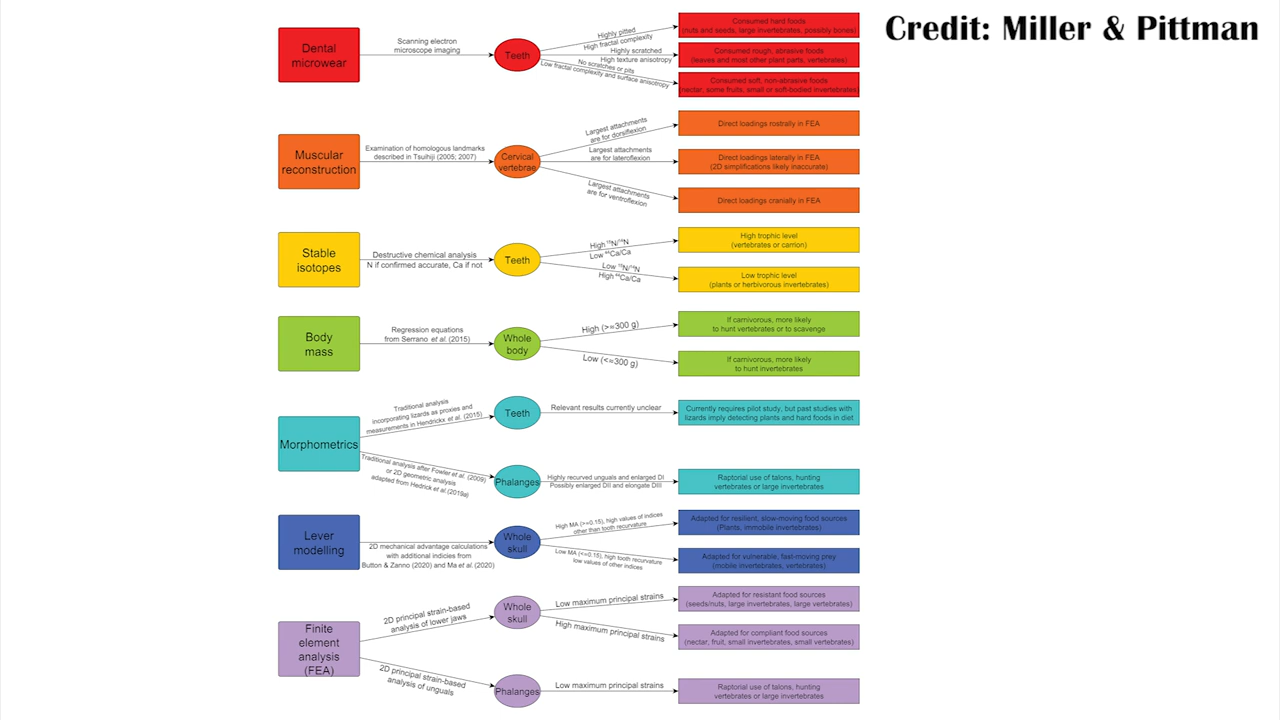 Credit: Miller & Pittman
Dental
microwear
Scanning electron
microscope imaging
Teeth
Highly pitted
High fractal complexity
Consumed hard foods
(nuts and seeds, large invertebrates, possibly bones)
Highly scratched
High texture anisotropy
Consumed rough, abrasive foods
(leaves and most other plant parts, vertebrates)
No scratches or pits
Low fractal complexity and surface anisotropy
Consumed soft, non-abrasive foods
(nectar, some fruits, small or soft-bodied invertebrates)
Muscular
reconstruction
Examination of homologous landmarks
described in Tsuihiji (2005; 2007)
Cervical
vertebrae
Largest attachments
are for dorsiflexion
Direct loadings rostrally in FEA
Largest attachments
are for lateroflexion
Direct loadings laterally in FEA
(2D simplifications likely inaccurate)
Largest attachments
are for ventroflexion
Direct loadings cranially in FEA
Stable
isotopes
Destructive chemical analysis
N if confirmed accurate, Ca if not
Teeth
High ¹⁵N/¹⁴N
Low ⁴⁴Ca/Ca
High trophic level
(vertebrates or carrion)
Low ¹⁵N/¹⁴N
High ⁴⁴Ca/Ca
Low trophic level
(plants or herbivorous invertebrates)
Body
mass
Regression equations
from Serrano et al. (2015)
Whole
body
High (>=300 g)
If carnivorous, more likely
to hunt vertebrates or to scavenge
Low (<=300 g)
If carnivorous, more likely
to hunt invertebrates
Morphometrics
Traditional analysis
incorporating lizards as proxies and
measurements in Hendrickx et al. (2015)
Teeth
Relevant results currently unclear
Currently requires pilot study, but past studies with
lizards imply detecting plants and hard foods in diet
Traditional analysis after Fowler et al. (2009)
or 2D geometric analysis
adapted from Hedrick et al.(2019a)
Phalanges
Highly recurved unguals and enlarged DI
Possibly enlarged DII and elongate DIII
Raptorial use of talons, hunting
vertebrates or large invertebrates
Lever
modelling
2D mechanical advantage calculations
with additional indicies from
Button & Zanno (2020) and Ma et al. (2020)
Whole
skull
High MA (>=0.15), high values of indices
other than tooth recurvature
Adapted for resilient, slow-moving food sources
(Plants, immobile invertebrates)
Low MA (<=0.15), high tooth recurvature
low values of other indices
Adapted for vulnerable, fast-moving prey
(mobile invertebrates, vertebrates)
Finite
element
analysis
(FEA)
2D principal strain-based
analysis of lower jaws
Whole
skull
Low maximum principal strains
Adapted for resistant food sources
(seeds/nuts, large invertebrates, large vertebrates)
High maximum principal strains
Adapted for compliant food sources
(nectar, fruit, small invertebrates, small vertebrates)
2D principal strain-based
analysis of unguals
Phalanges
Low maximum principal strains
Raptorial use of talons, hunting
vertebrates or large invertebrates